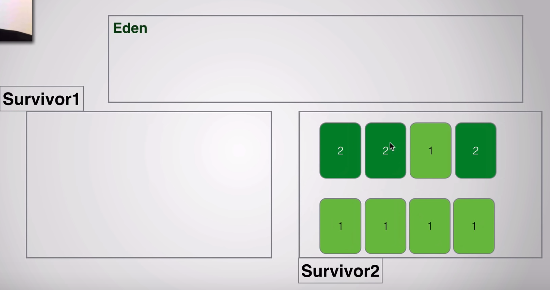 Eden
Survivor1
2 2 1 2
1 1 1 1
Survivor2